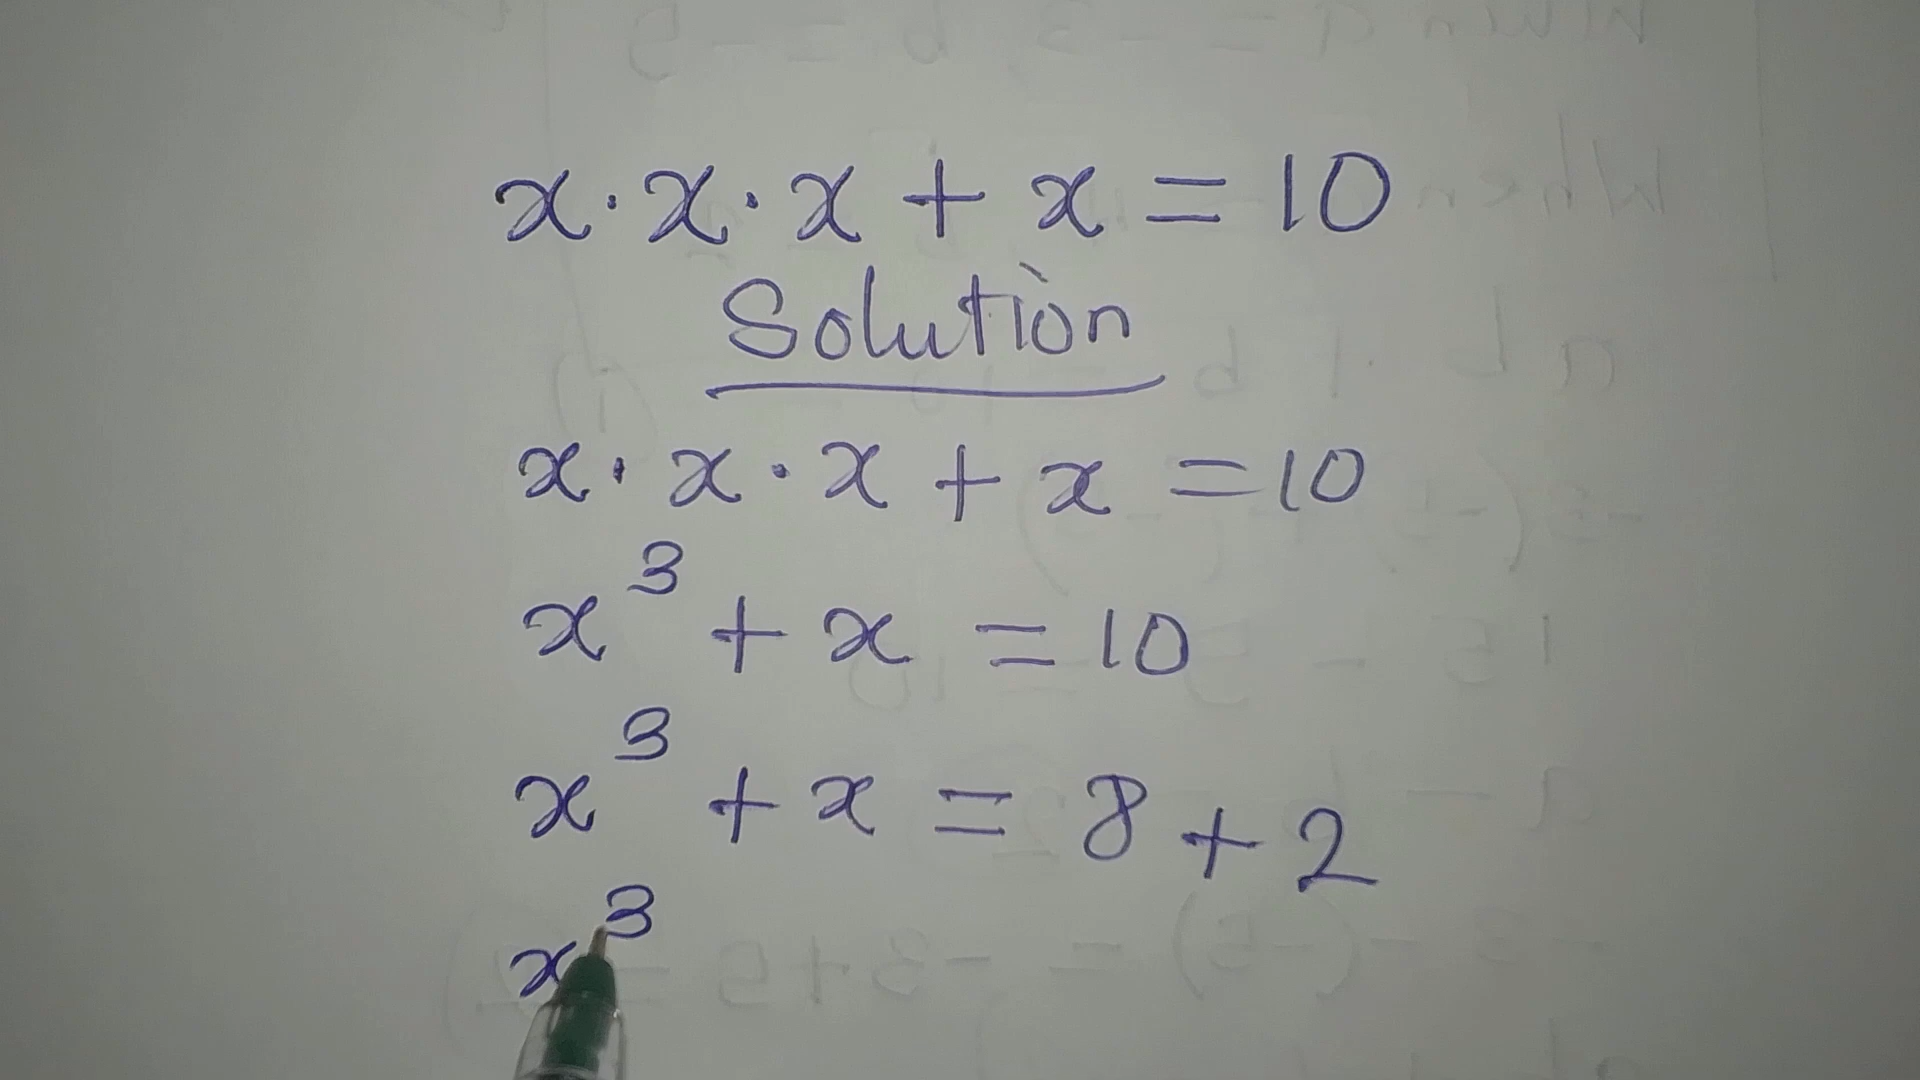 x · x · x + x = 10
Solution
x · x · x + x = 10
x³ + x = 10
x³ + x = 8 + 2
x³